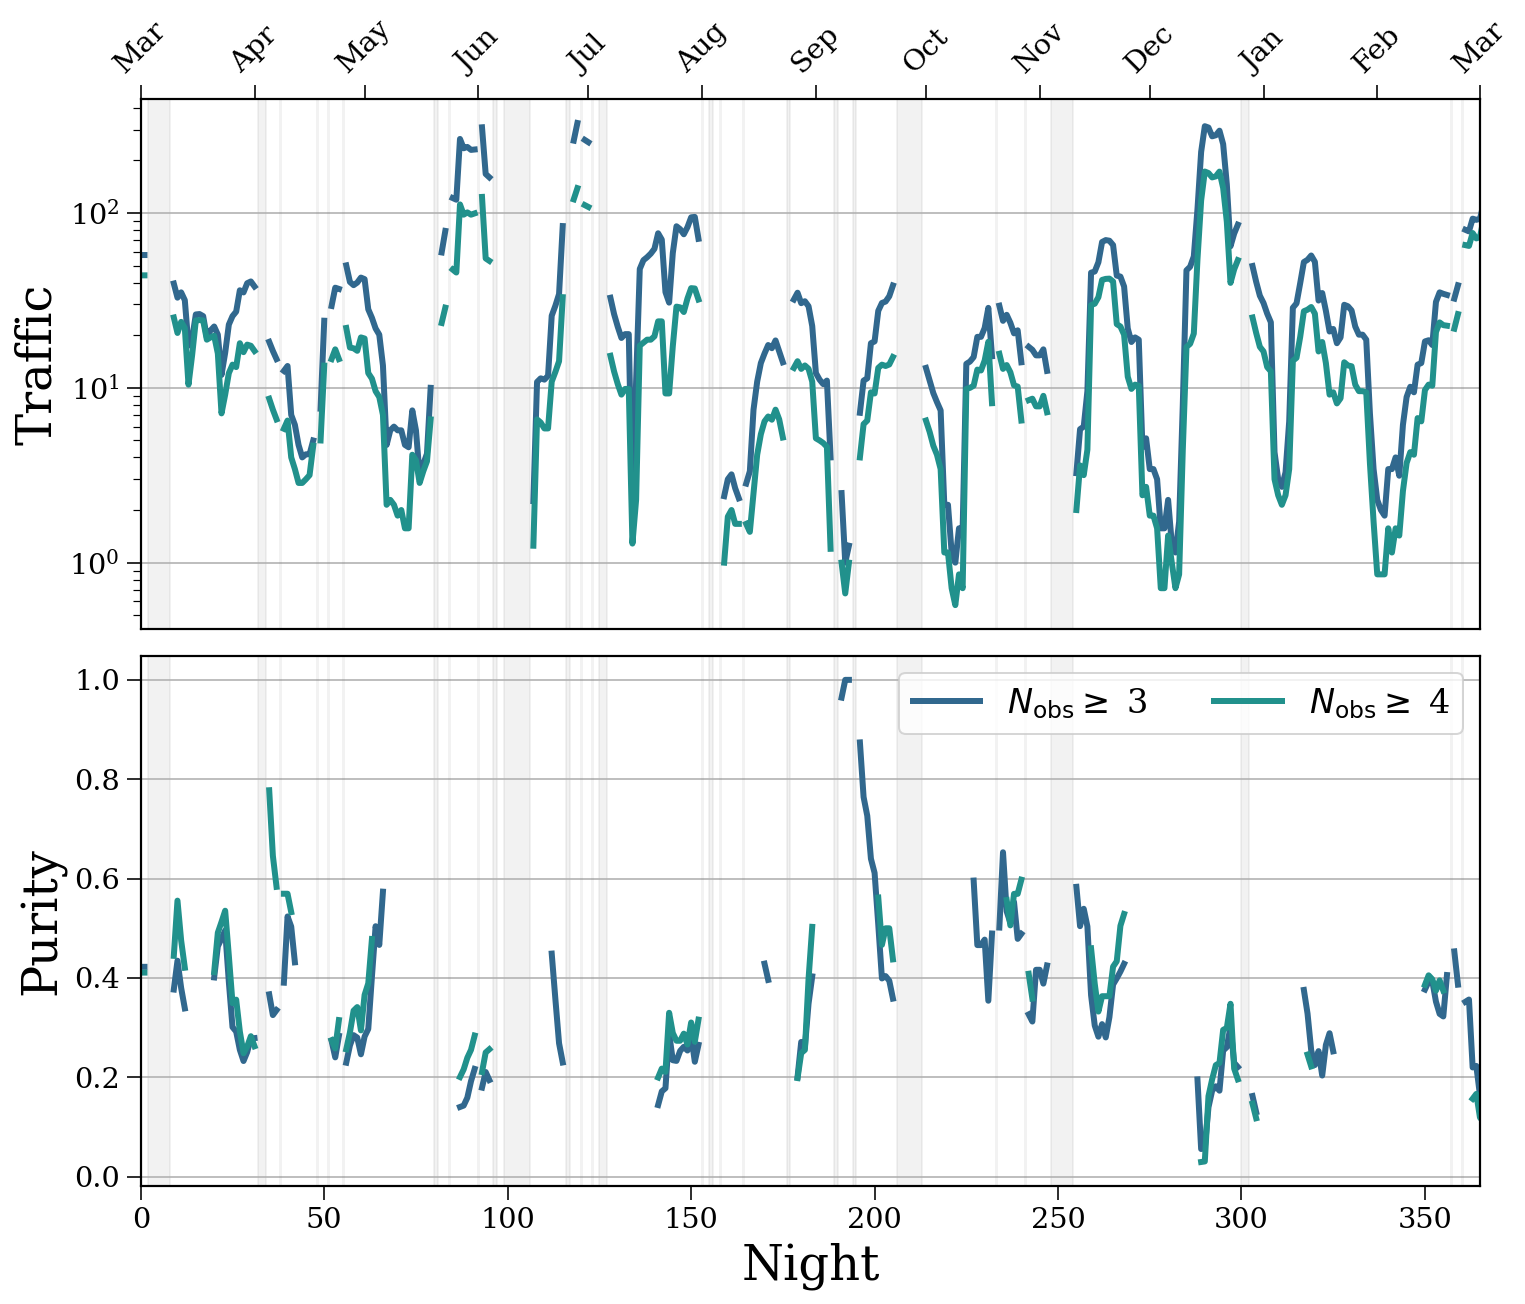 Mar Apr May Jun Jul Aug Sep Oct Nov Dec Jan Feb Mar
Traffic
10²
10¹
10⁰
Purity
1.0
0.8
0.6
0.4
0.2
0.0
N_obs ≥ 3 N_obs ≥ 4
0 50 100 150 200 250 300 350
Night